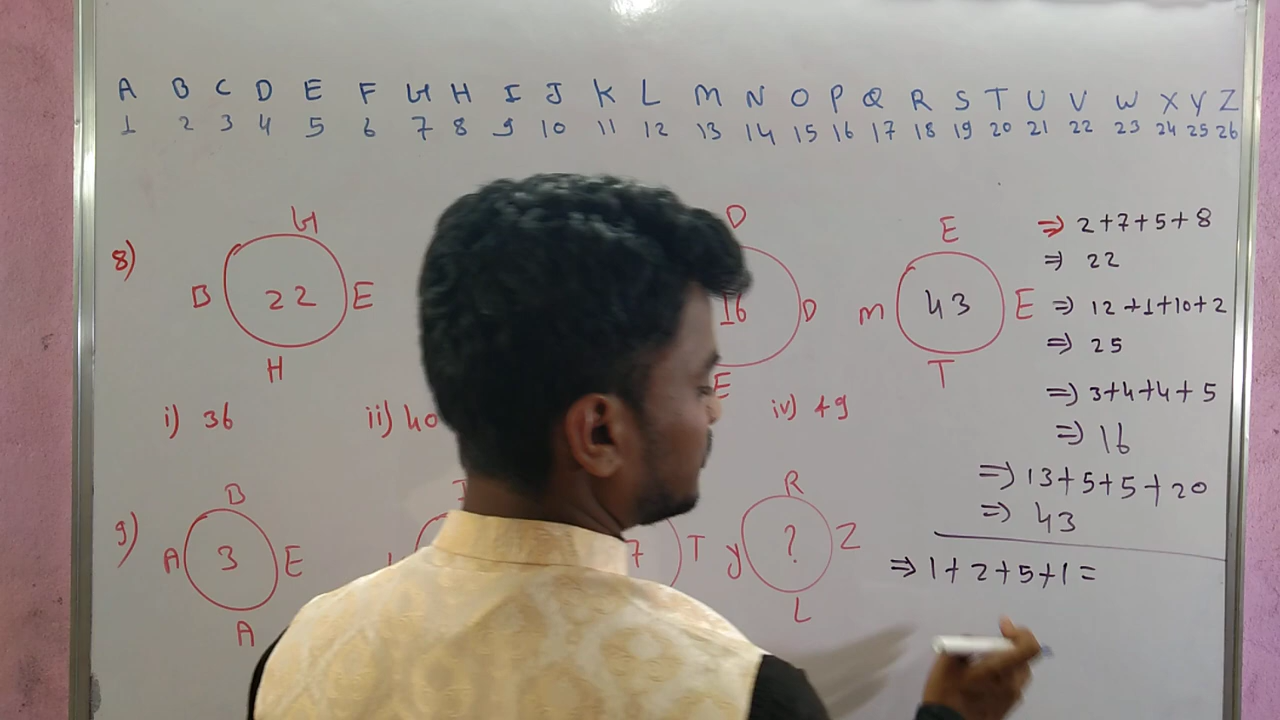 A B C D E F G H I J K L M N O P Q R S T U V W X Y Z
1 2 3 4 5 6 7 8 9 10 11 12 13 14 15 16 17 18 19 20 21 22 23 24 25 26
8)
G
B 22 E
H
D
16 D
E
E
M 43 E
T
⇒ 2+7+5+8
⇒ 22
⇒ 12+1+10+2
⇒ 25
⇒ 3+4+4+5
⇒ 16
⇒ 13+5+5+20
⇒ 43
i) 36 ii) 40 iv) 49
9)
B
A 3 E
A
7 T
R
y ? Z
L
⇒ 1+2+5+1=